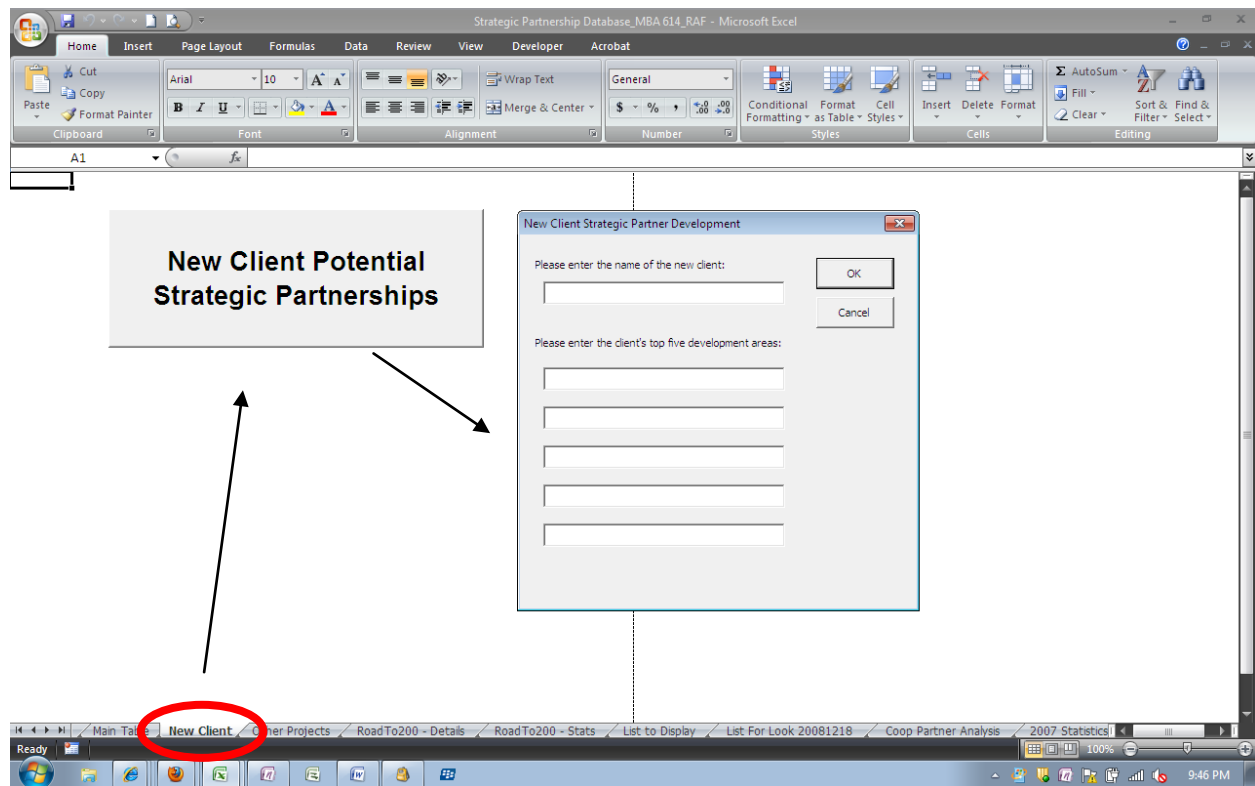 Strategic Partnership Database_MBA 614_RAF - Microsoft Excel
Home Insert Page Layout Formulas Data Review View Developer Acrobat
Cut
Copy
Format Painter
Paste
Clipboard
Arial 10
B I U
Font
Wrap Text
Merge & Center
Alignment
General
$ % , .0 .00 .00 .0
Number
Conditional Formatting
Format as Table
Cell Styles
Styles
Insert Delete Format
Cells
Σ AutoSum
Fill
Clear
Sort & Filter
Find & Select
Editing
A1 fx
New Client Potential
Strategic Partnerships
New Client Strategic Partner Development
Please enter the name of the new client:
OK
Cancel
Please enter the client's top five development areas:
Main Table New Client Other Projects RoadTo200 - Details RoadTo200 - Stats List to Display List For Look 20081218 Coop Partner Analysis 2007 Statistics
Ready 100%
9:46 PM